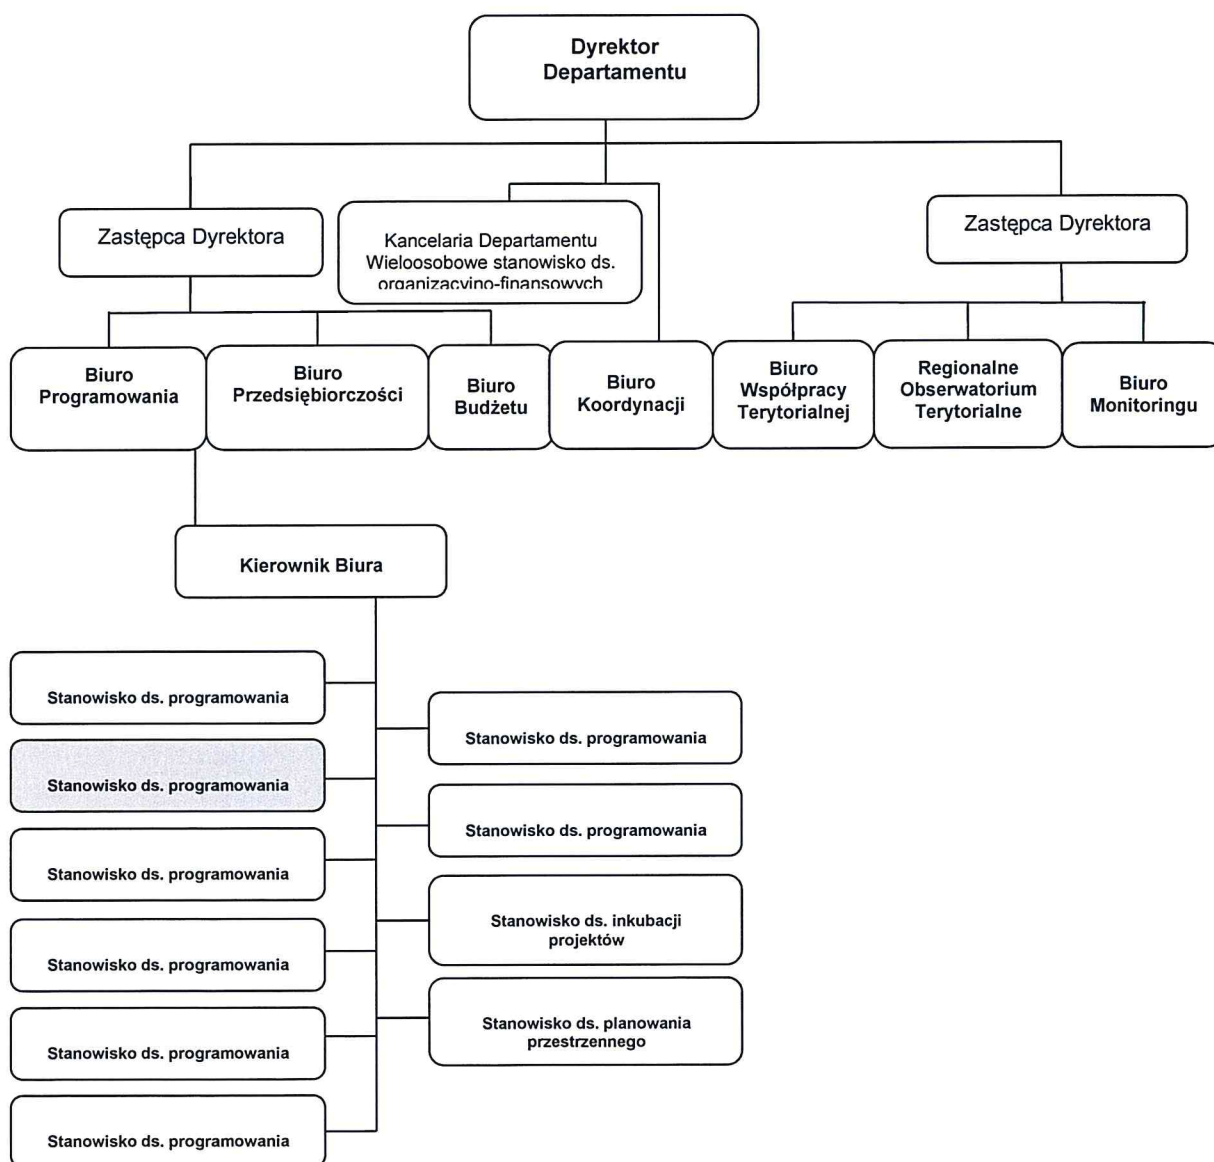 Dyrektor
Departamentu
Zastępca Dyrektora
Kancelaria Departamentu
Wieloosobowe stanowisko ds.
organizacyjno-finansowych
Zastępca Dyrektora
Biuro
Programowania
Biuro
Przedsiębiorczości
Biuro
Budżetu
Biuro
Koordynacji
Biuro
Współpracy
Terytorialnej
Regionalne
Obserwatorium
Terytorialne
Biuro
Monitoringu
Kierownik Biura
Stanowisko ds. programowania
Stanowisko ds. programowania
Stanowisko ds. programowania
Stanowisko ds. programowania
Stanowisko ds. programowania
Stanowisko ds. programowania
Stanowisko ds. programowania
Stanowisko ds. programowania
Stanowisko ds. inkubacji
projektów
Stanowisko ds. planowania
przestrzennego